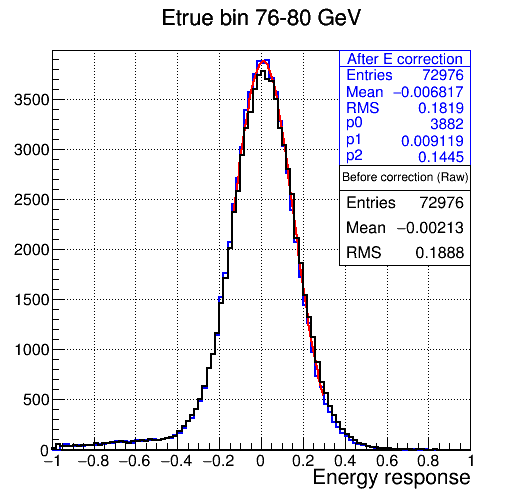 Etrue bin 76-80 GeV
After E correction
Entries 72976
Mean −0.006817
RMS 0.1819
p0 3882
p1 0.009119
p2 0.1445
Before correction (Raw)
Entries 72976
Mean −0.00213
RMS 0.1888
3500
3000
2500
2000
1500
1000
500
0
−1 −0.8 −0.6 −0.4 −0.2 0 0.2 0.4 0.6 0.8 1
Energy response